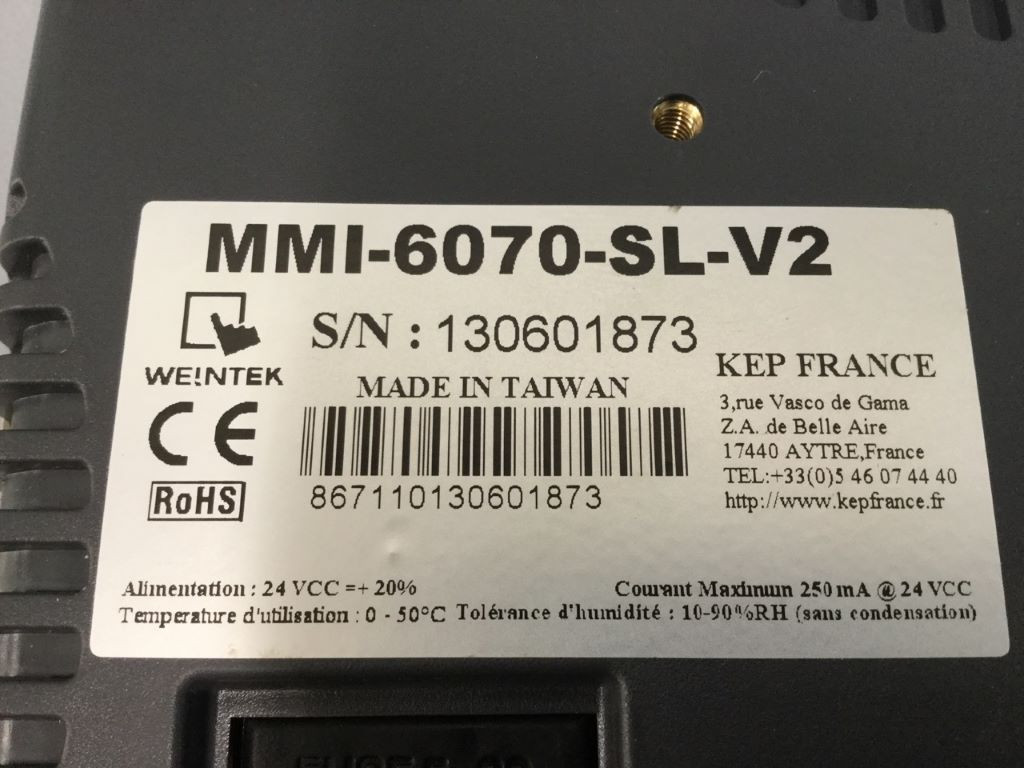 MMI-6070-SL-V2
S/N : 130601873
WE!NTEK
MADE IN TAIWAN
CE
RoHS
867110130601873
KEP FRANCE
3,rue Vasco de Gama
Z.A. de Belle Aire
17440 AYTRE,France
TEL:+33(0)5 46 07 44 40
http://www.kepfrance.fr
Alimentation : 24 VCC =+ 20%
Courant Maximum 250 mA @ 24 VCC
Temperature d'utilisation : 0 - 50°C Tolérance d'humidité : 10-90%RH (sans condensation)